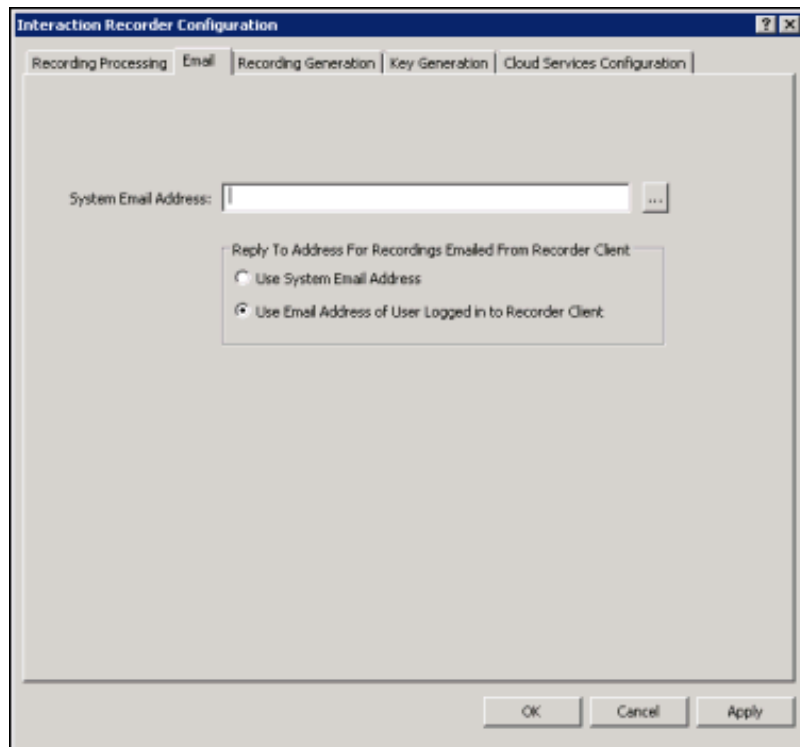 Interaction Recorder Configuration
Recording Processing Email Recording Generation Key Generation Cloud Services Configuration
System Email Address: ...
Reply To Address For Recordings Emailed From Recorder Client
Use System Email Address
Use Email Address of User Logged in to Recorder Client
OK Cancel Apply